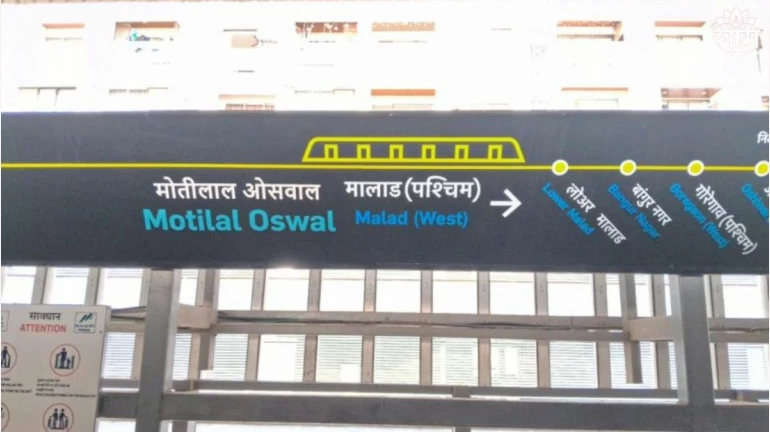 मोतीलाल ओसवाल
Motilal Oswal
मालाड (पश्चिम)
Malad (West)
लोअर मालाड
Lower Malad
बांगुर नगर
Bangur Nagar
गोरेगाव (पश्चिम)
Goregaon (West)
सावधान
ATTENTION